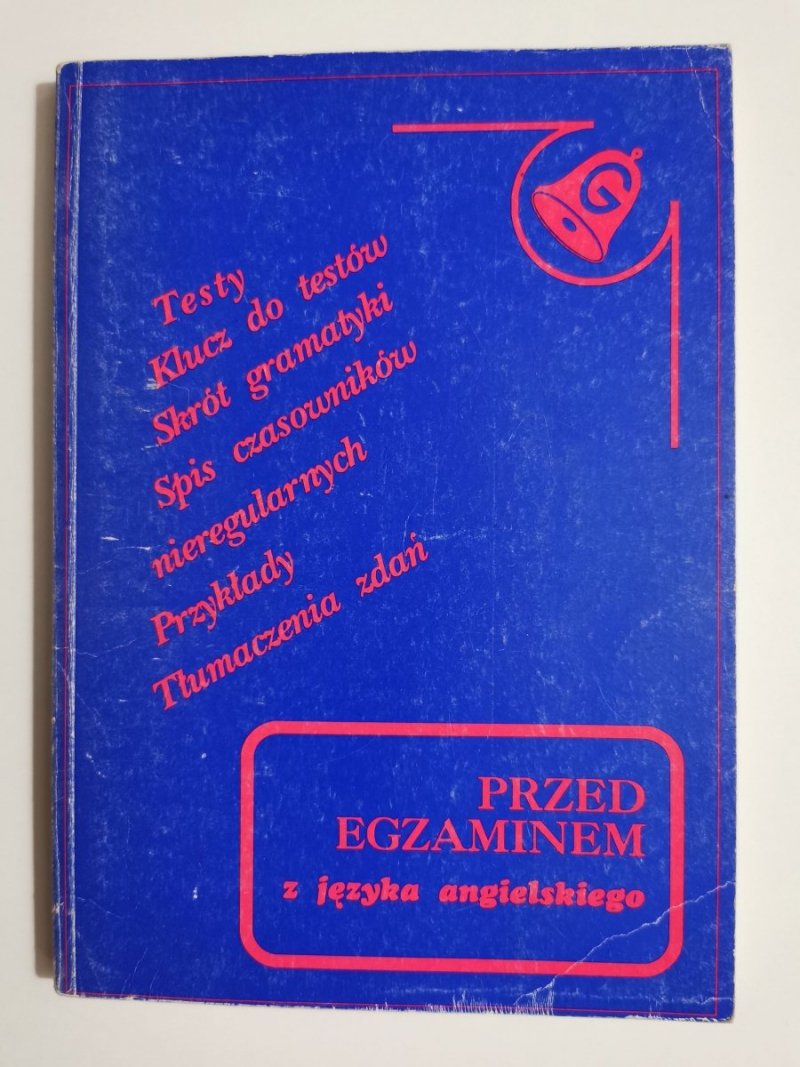 G
Testy
Klucz do testów
Skrót gramatyki
Spis czasowników
nieregularnych
Przykłady
Tłumaczenia zdań
PRZED
EGZAMINEM
z języka angielskiego